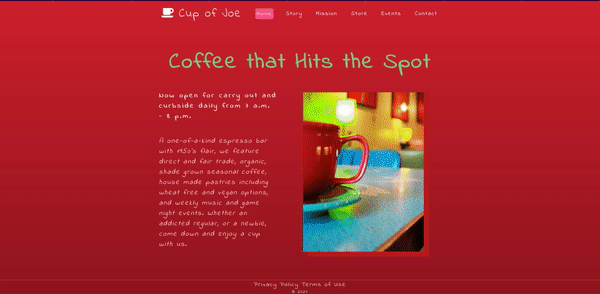 Cup of Joe
Home Story Mission Store Events Contact
Coffee that Hits the Spot
Now open for carry out and
curbside daily from 7 a.m.
- 8 p.m.
A one-of-a-kind espresso bar
with 1950's flair, we feature
direct and fair trade, organic,
shade grown seasonal coffee,
house made pastries including
wheat free and vegan options,
and weekly music and game
night events. Whether an
addicted regular, or a newbie,
come down and enjoy a cup
with us.
Privacy Policy Terms of Use
© 2021